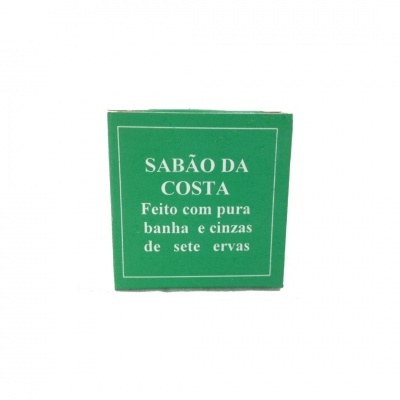 SABÃO DA
COSTA
Feito com pura
banha e cinzas
de sete ervas